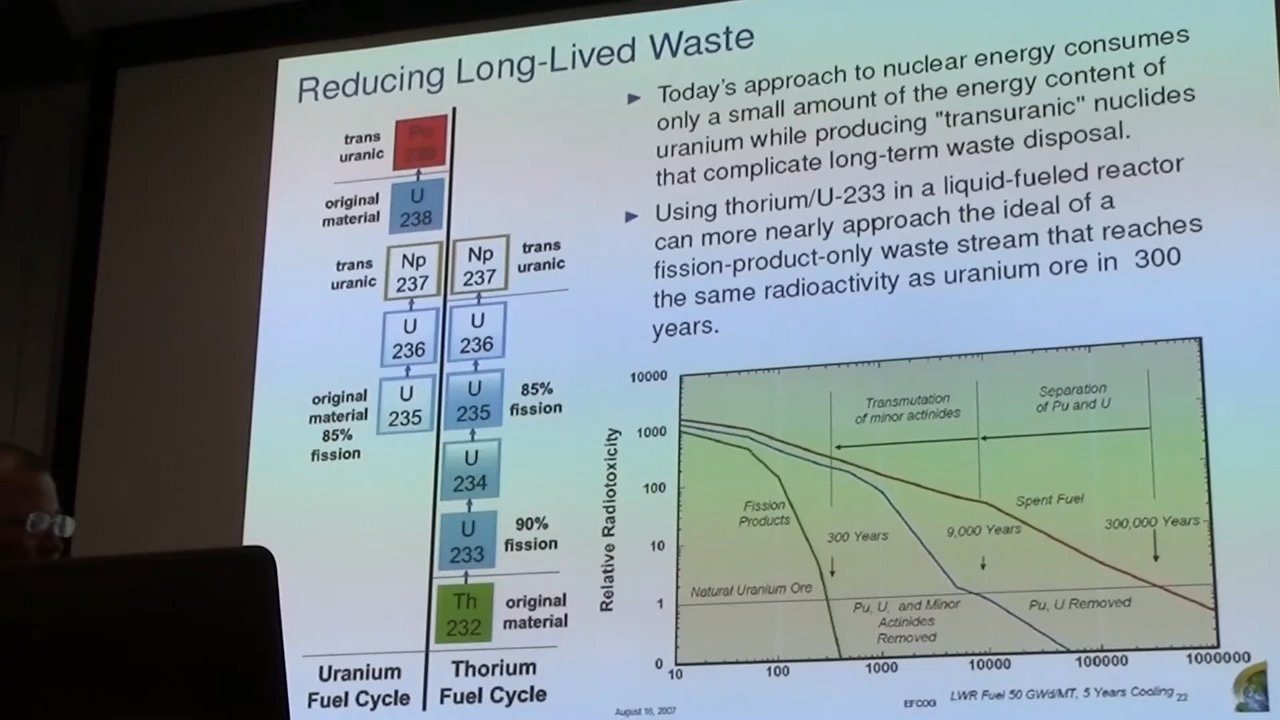 Reducing Long-Lived Waste
trans
uranic
original
material
U
238
trans
uranic
Np
237
Np
237
trans
uranic
U
236
U
236
original
material
85%
fission
U
235
U
235
85%
fission
U
234
U
233
90%
fission
Th
232
original
material
Uranium
Fuel Cycle
Thorium
Fuel Cycle
Today's approach to nuclear energy consumes
only a small amount of the energy content of
uranium while producing "transuranic" nuclides
that complicate long-term waste disposal.
Using thorium/U-233 in a liquid-fueled reactor
can more nearly approach the ideal of a
fission-product-only waste stream that reaches
the same radioactivity as uranium ore in 300
years.
Relative Radiotoxicity
10000
1000
100
10
1
0
Transmutation
of minor actinides
Separation
of Pu and U
Fission
Products
Spent Fuel
300 Years
9,000 Years
300,000 Years
Natural Uranium Ore
Pu, U, and Minor
Actinides
Removed
Pu, U Removed
10
100
1000
10000
100000
1000000
August 16, 2007
EFCOG
LWR Fuel 50 GWd/MT, 5 Years Cooling
22